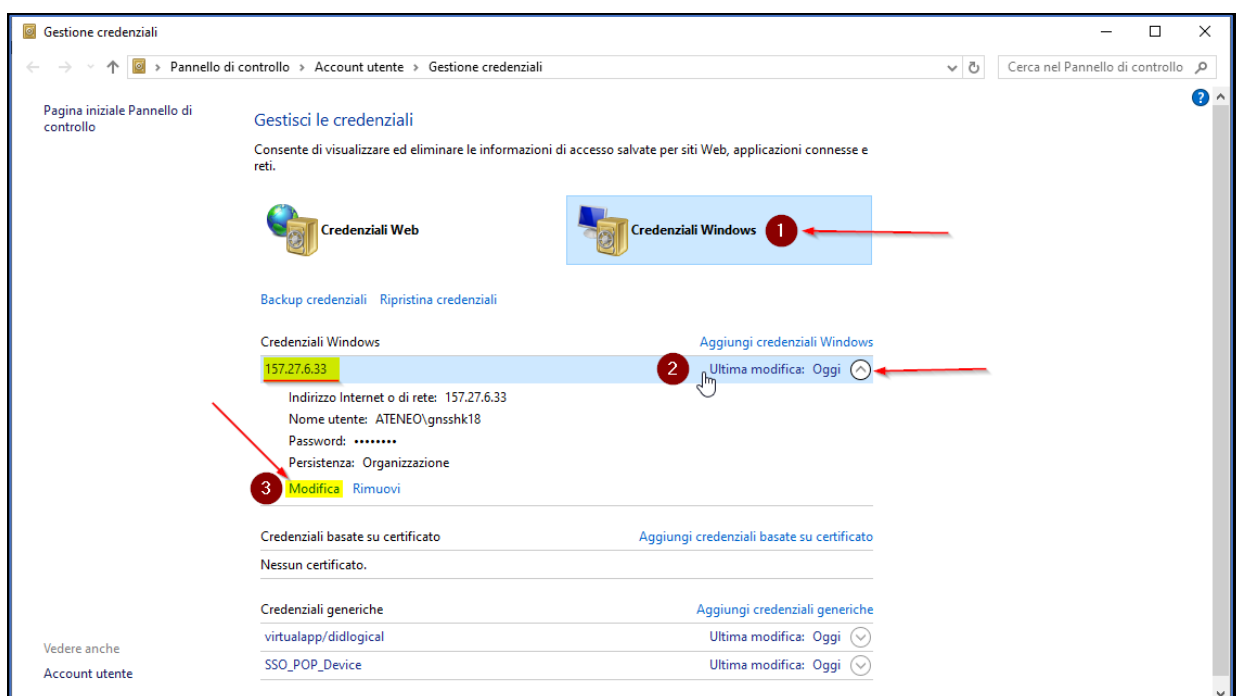 Gestione credenziali
Pannello di controllo > Account utente > Gestione credenziali
Cerca nel Pannello di controllo
Pagina iniziale Pannello di
controllo
?
Gestisci le credenziali
Consente di visualizzare ed eliminare le informazioni di accesso salvate per siti Web, applicazioni connesse e
reti.
Credenziali Web
Credenziali Windows 1
Backup credenziali Ripristina credenziali
Credenziali Windows Aggiungi credenziali Windows
157.27.6.33 2 Ultima modifica: Oggi
Indirizzo Internet o di rete: 157.27.6.33
Nome utente: ATENEO\gnsshk18
Password: ••••••••
Persistenza: Organizzazione
3 Modifica Rimuovi
Credenziali basate su certificato Aggiungi credenziali basate su certificato
Nessun certificato.
Credenziali generiche Aggiungi credenziali generiche
virtualapp/didlogical Ultima modifica: Oggi
SSO_POP_Device Ultima modifica: Oggi
Vedere anche
Account utente